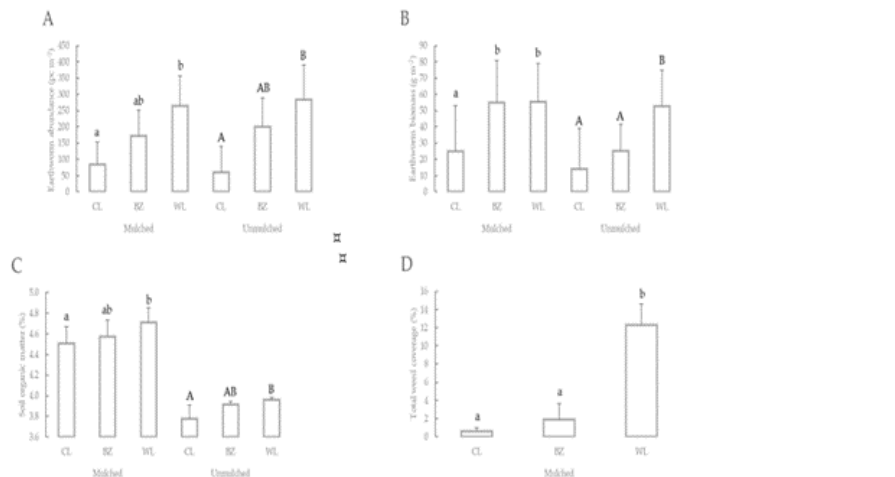 A
Earthworm abundance (pc m⁻²)
450
400
350
300
250
200
150
100
50
0
a
ab
b
A
AB
B
CL
BZ
WL
CL
BZ
WL
Mulched
Unmulched
B
Earthworm biomass (g m⁻²)
90
80
70
60
50
40
30
20
10
0
a
b
b
A
A
B
CL
BZ
WL
CL
BZ
WL
Mulched
Unmulched
¤
¤
C
Soil organic matter (%)
5.0
4.8
4.6
4.4
4.2
4.0
3.8
3.6
a
ab
b
A
AB
B
CL
BZ
WL
CL
BZ
WL
Mulched
Unmulched
D
Total weed coverage (%)
16
14
12
10
8
6
4
2
0
a
a
b
CL
BZ
WL
Mulched